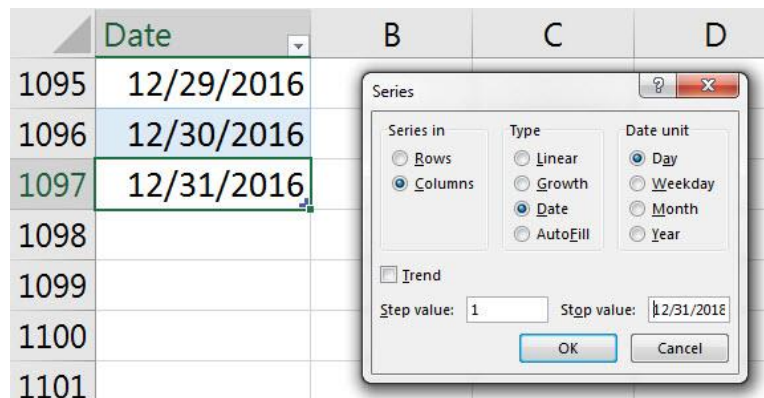 Date B C D
1095 12/29/2016
1096 12/30/2016
1097 12/31/2016
1098
1099
1100
1101
Series
Series in Type Date unit
Rows Linear Day
Columns Growth Weekday
Date Month
AutoFill Year
Trend
Step value: 1 Stop value: 12/31/2018
OK Cancel